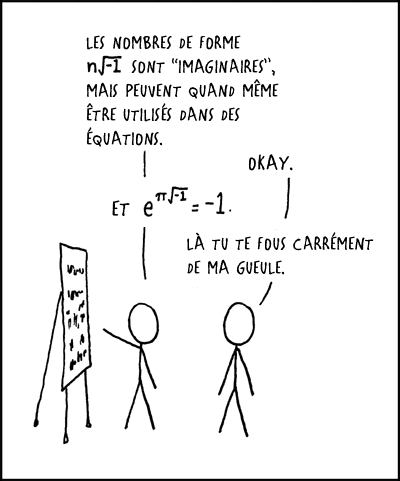 LES NOMBRES DE FORME
n√-1 SONT "IMAGINAIRES",
MAIS PEUVENT QUAND MÊME
ÊTRE UTILISÉS DANS DES
ÉQUATIONS.
OKAY.
ET e^π√-1 = -1.
LÀ TU TE FOUS CARRÉMENT
DE MA GUEULE.